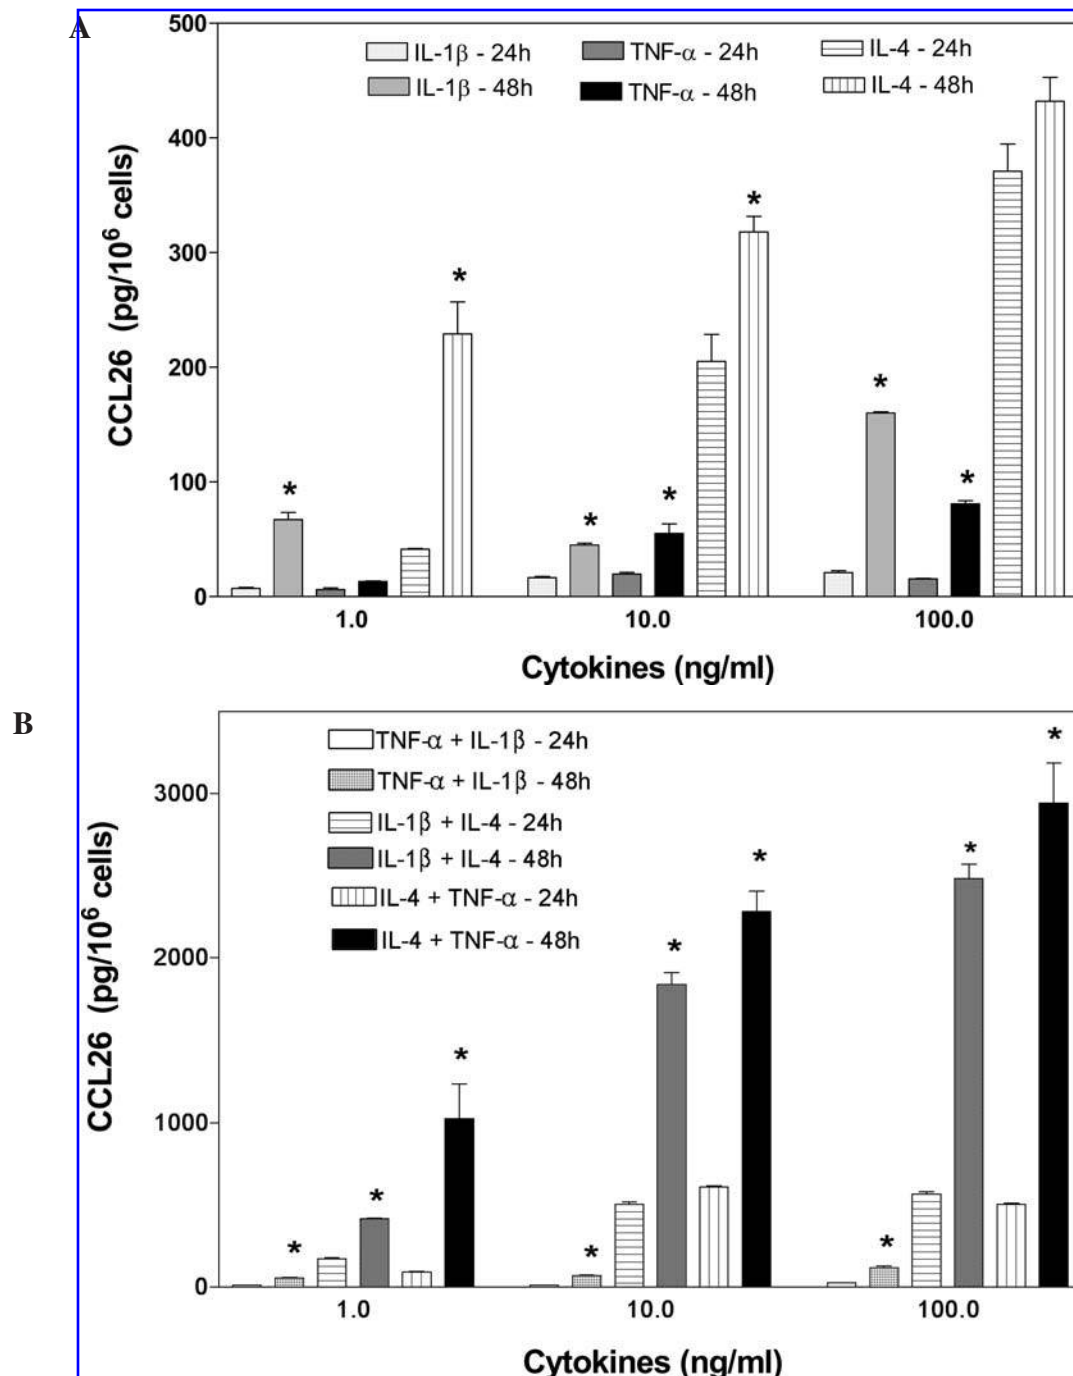 A
500
IL-1β - 24h TNF-α - 24h IL-4 - 24h
IL-1β - 48h TNF-α - 48h IL-4 - 48h
400
300
200
100
0
CCL26 (pg/10⁶ cells)
* * * * * * *
1.0 10.0 100.0
Cytokines (ng/ml)
B
TNF-α + IL-1β - 24h
TNF-α + IL-1β - 48h
IL-1β + IL-4 - 24h
IL-1β + IL-4 - 48h
IL-4 + TNF-α - 24h
IL-4 + TNF-α - 48h
3000
2000
1000
0
CCL26 (pg/10⁶ cells)
* * * * * * * * *
1.0 10.0 100.0
Cytokines (ng/ml)